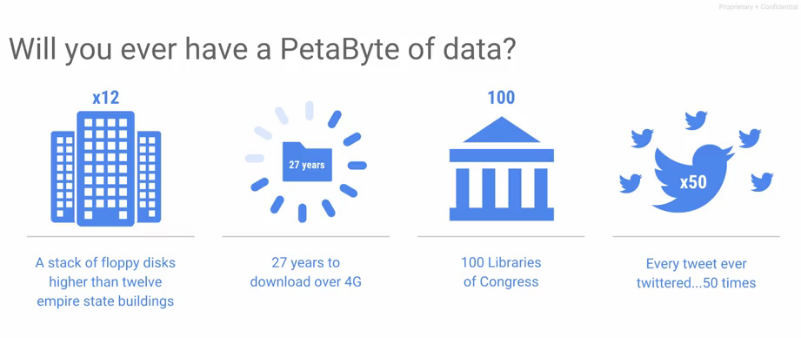 Proprietary + Confidential
Will you ever have a PetaByte of data?
x12
A stack of floppy disks
higher than twelve
empire state buildings
27 years
27 years to
download over 4G
100
100 Libraries
of Congress
x50
Every tweet ever
twittered...50 times